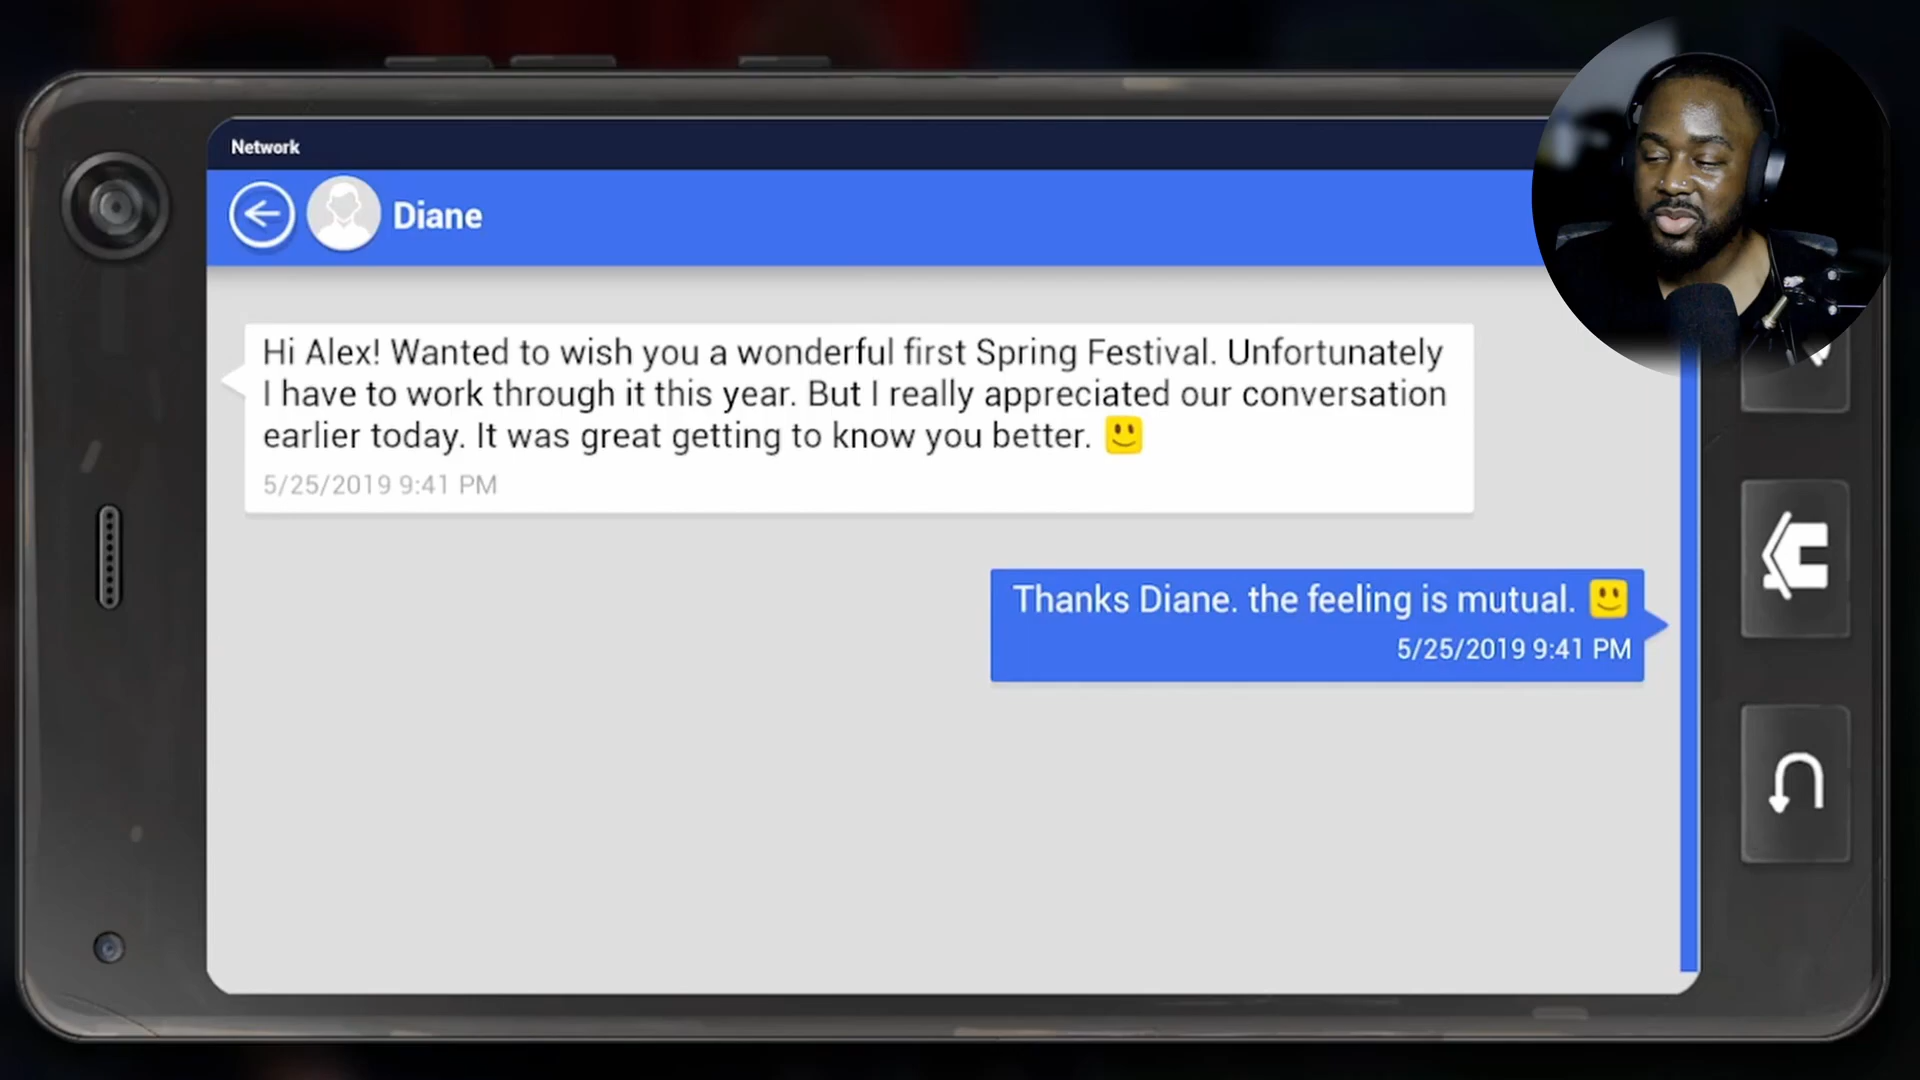 Network
Diane
Hi Alex! Wanted to wish you a wonderful first Spring Festival. Unfortunately
I have to work through it this year. But I really appreciated our conversation
earlier today. It was great getting to know you better.
5/25/2019 9:41 PM
Thanks Diane. the feeling is mutual.
5/25/2019 9:41 PM